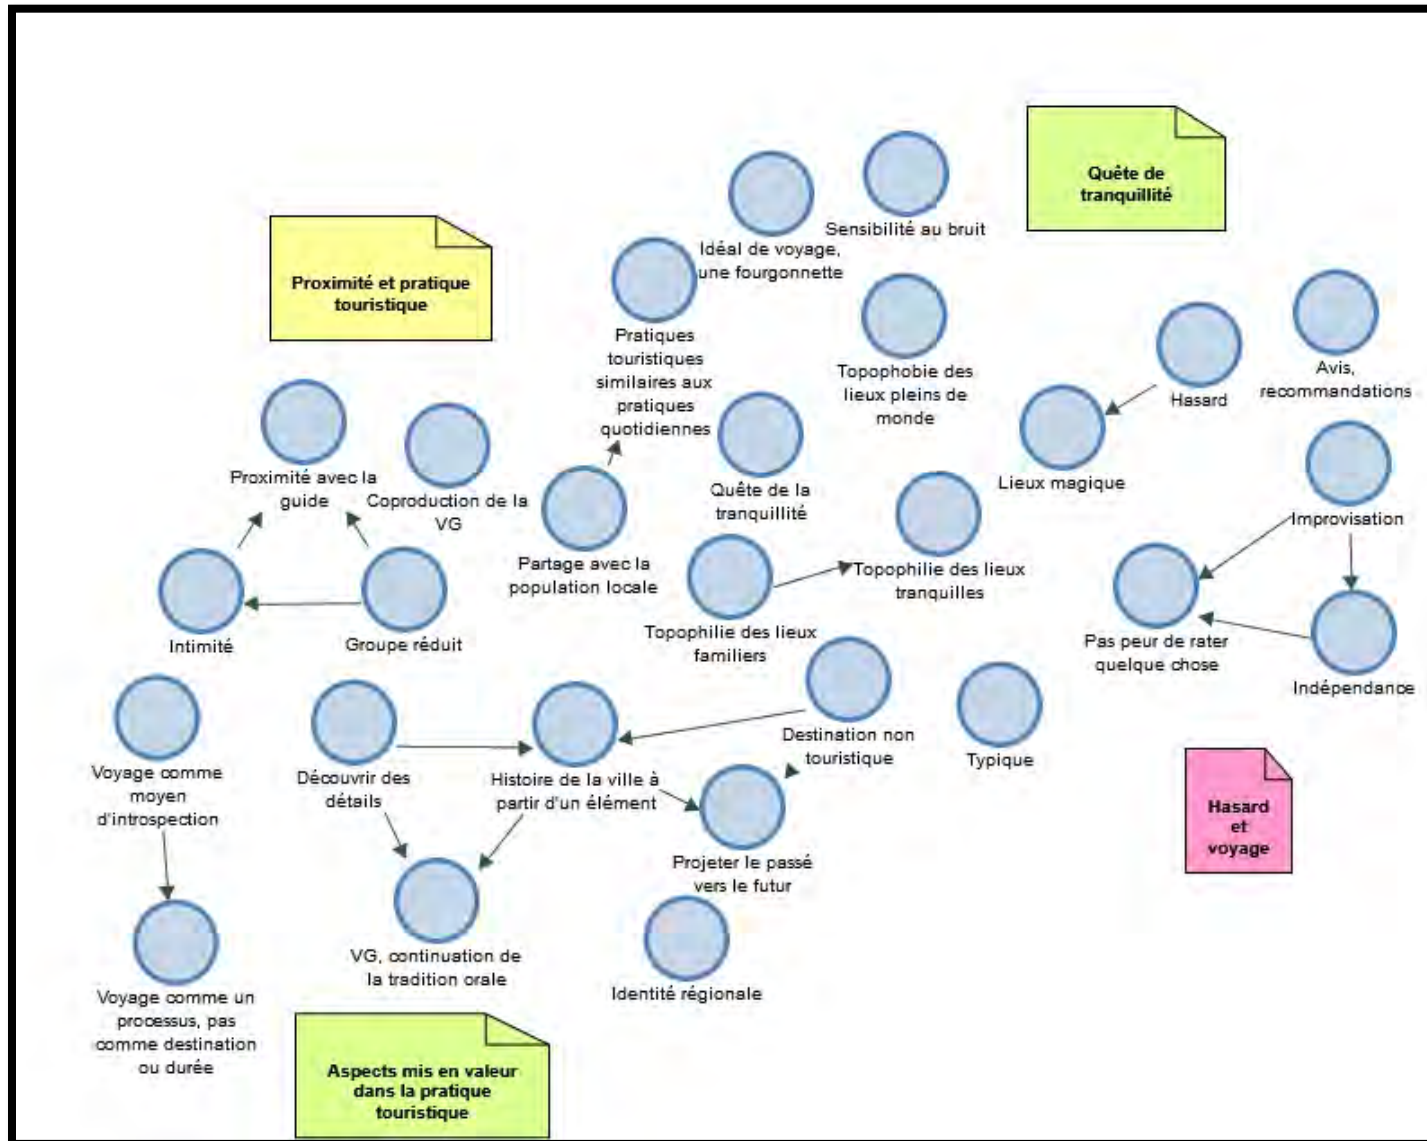 Quête de
tranquillité
Sensibilité au bruit
Idéal de voyage,
une fourgonnette
Proximité et pratique
touristique
Pratiques
touristiques
similaires aux
pratiques
quotidiennes
Topophobie des
lieux pleins de
monde
Avis,
recommandations
Hasard
Lieux magique
Proximité avec la
guide
Coproduction de la
VG
Quête de la
tranquillité
Improvisation
Partage avec la
population locale
Topophilie des lieux
tranquilles
Intimité
Groupe réduit
Topophilie des lieux
familiers
Pas peur de rater
quelque chose
Indépendance
Destination non
touristique
Typique
Voyage comme
moyen
d'introspection
Découvrir des
détails
Histoire de la ville à
partir d'un élément
Hasard
et
voyage
Projeter le passé
vers le futur
VG, continuation de
la tradition orale
Identité régionale
Voyage comme un
processus, pas
comme destination
ou durée
Aspects mis en valeur
dans la pratique
touristique